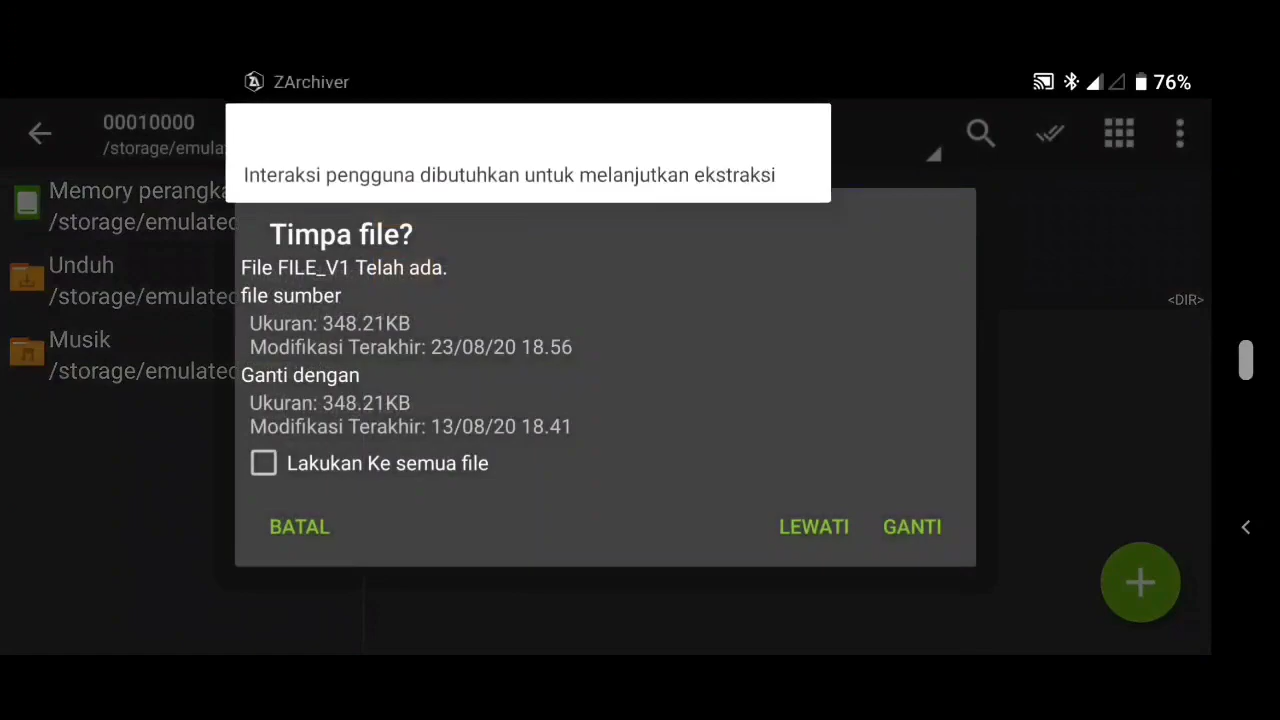 ZArchiver
76%
00010000
/storage/emula
Interaksi pengguna dibutuhkan untuk melanjutkan ekstraksi
Memory perangka
/storage/emulated
Unduh
/storage/emulated
Musik
/storage/emulated
<DIR>
Timpa file?
File FILE_V1 Telah ada.
file sumber
Ukuran: 348.21KB
Modifikasi Terakhir: 23/08/20 18.56
Ganti dengan
Ukuran: 348.21KB
Modifikasi Terakhir: 13/08/20 18.41
Lakukan Ke semua file
BATAL
LEWATI
GANTI